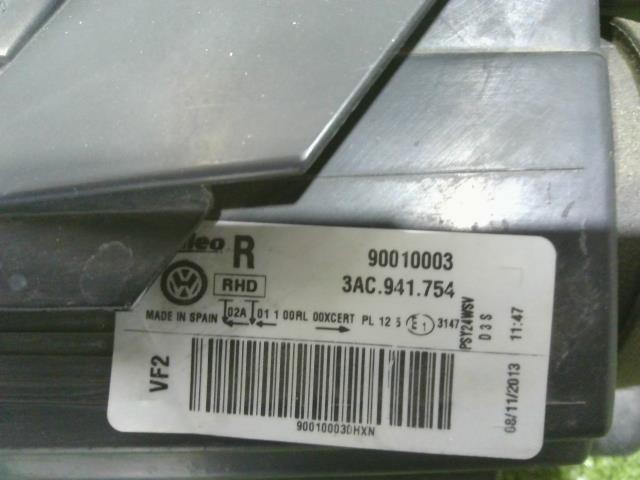 R
90010003
RHD
3AC.941.754
MADE IN SPAIN 02A 01 1 00RL 00XCERT PL 12 5 E1 3147
PSY24WSV
D3S
11:47
08/11/2013
VF2
900100030HXN